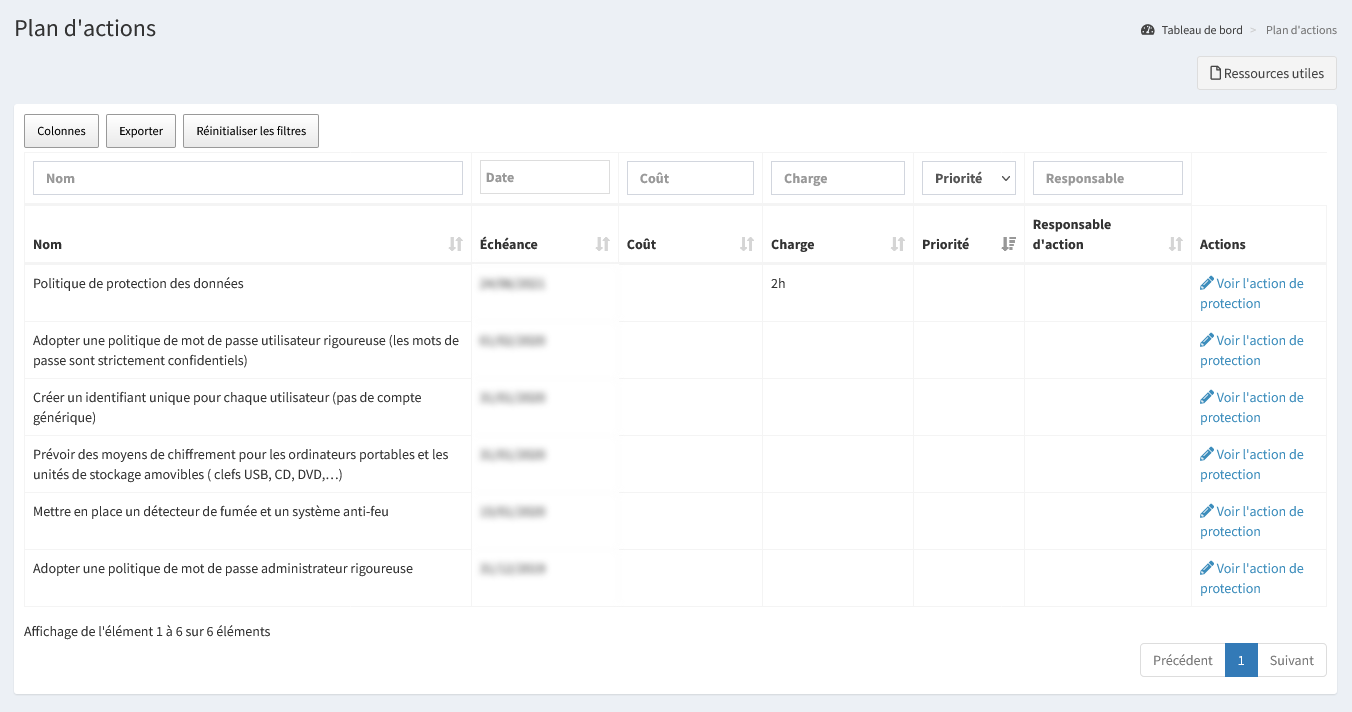 Plan d'actions
Tableau de bord > Plan d'actions
Ressources utiles
Colonnes Exporter Réinitialiser les filtres
Nom Date Coût Charge Priorité Responsable
Responsable
Nom Échéance Coût Charge Priorité d'action Actions
Politique de protection des données 2h Voir l'action de
protection
Adopter une politique de mot de passe utilisateur rigoureuse (les mots de Voir l'action de
passe sont strictement confidentiels) protection
Créer un identifiant unique pour chaque utilisateur (pas de compte Voir l'action de
générique) protection
Prévoir des moyens de chiffrement pour les ordinateurs portables et les Voir l'action de
unités de stockage amovibles ( clefs USB, CD, DVD,...) protection
Mettre en place un détecteur de fumée et un système anti-feu Voir l'action de
protection
Adopter une politique de mot de passe administrateur rigoureuse Voir l'action de
protection
Affichage de l'élément 1 à 6 sur 6 éléments
Précédent 1 Suivant